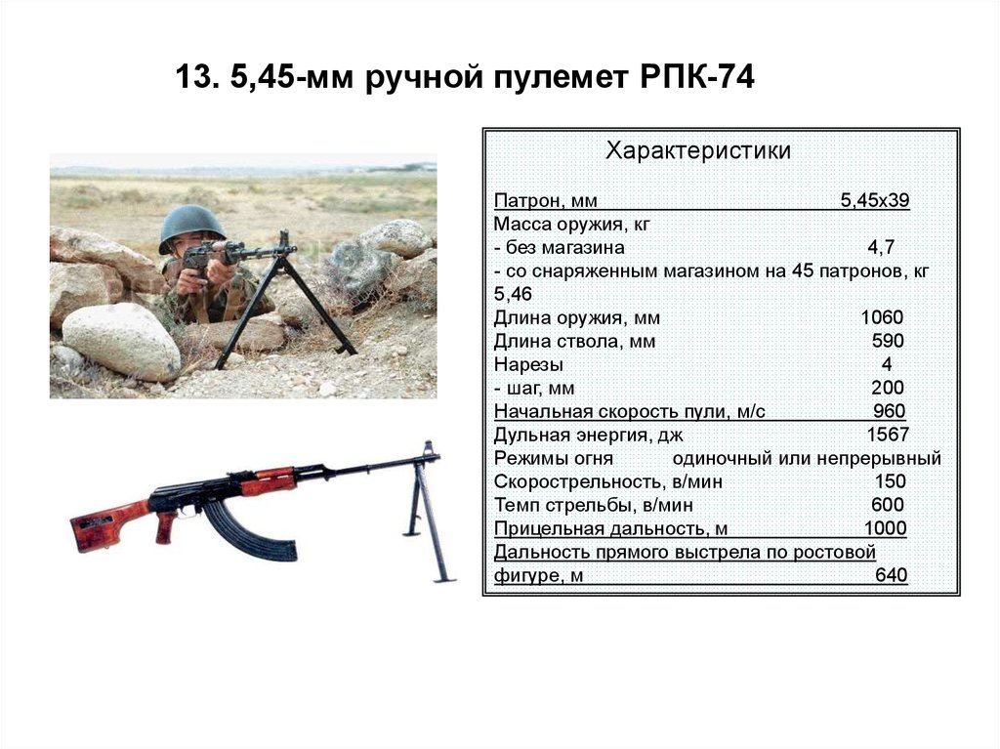 13. 5,45-мм ручной пулемет РПК-74
Характеристики
Патрон, мм 5,45х39
Масса оружия, кг
- без магазина 4,7
- со снаряженным магазином на 45 патронов, кг
5,46
Длина оружия, мм 1060
Длина ствола, мм 590
Нарезы 4
- шаг, мм 200
Начальная скорость пули, м/с 960
Дульная энергия, дж 1567
Режимы огня одиночный или непрерывный
Скорострельность, в/мин 150
Темп стрельбы, в/мин 600
Прицельная дальность, м 1000
Дальность прямого выстрела по ростовой
фигуре, м 640